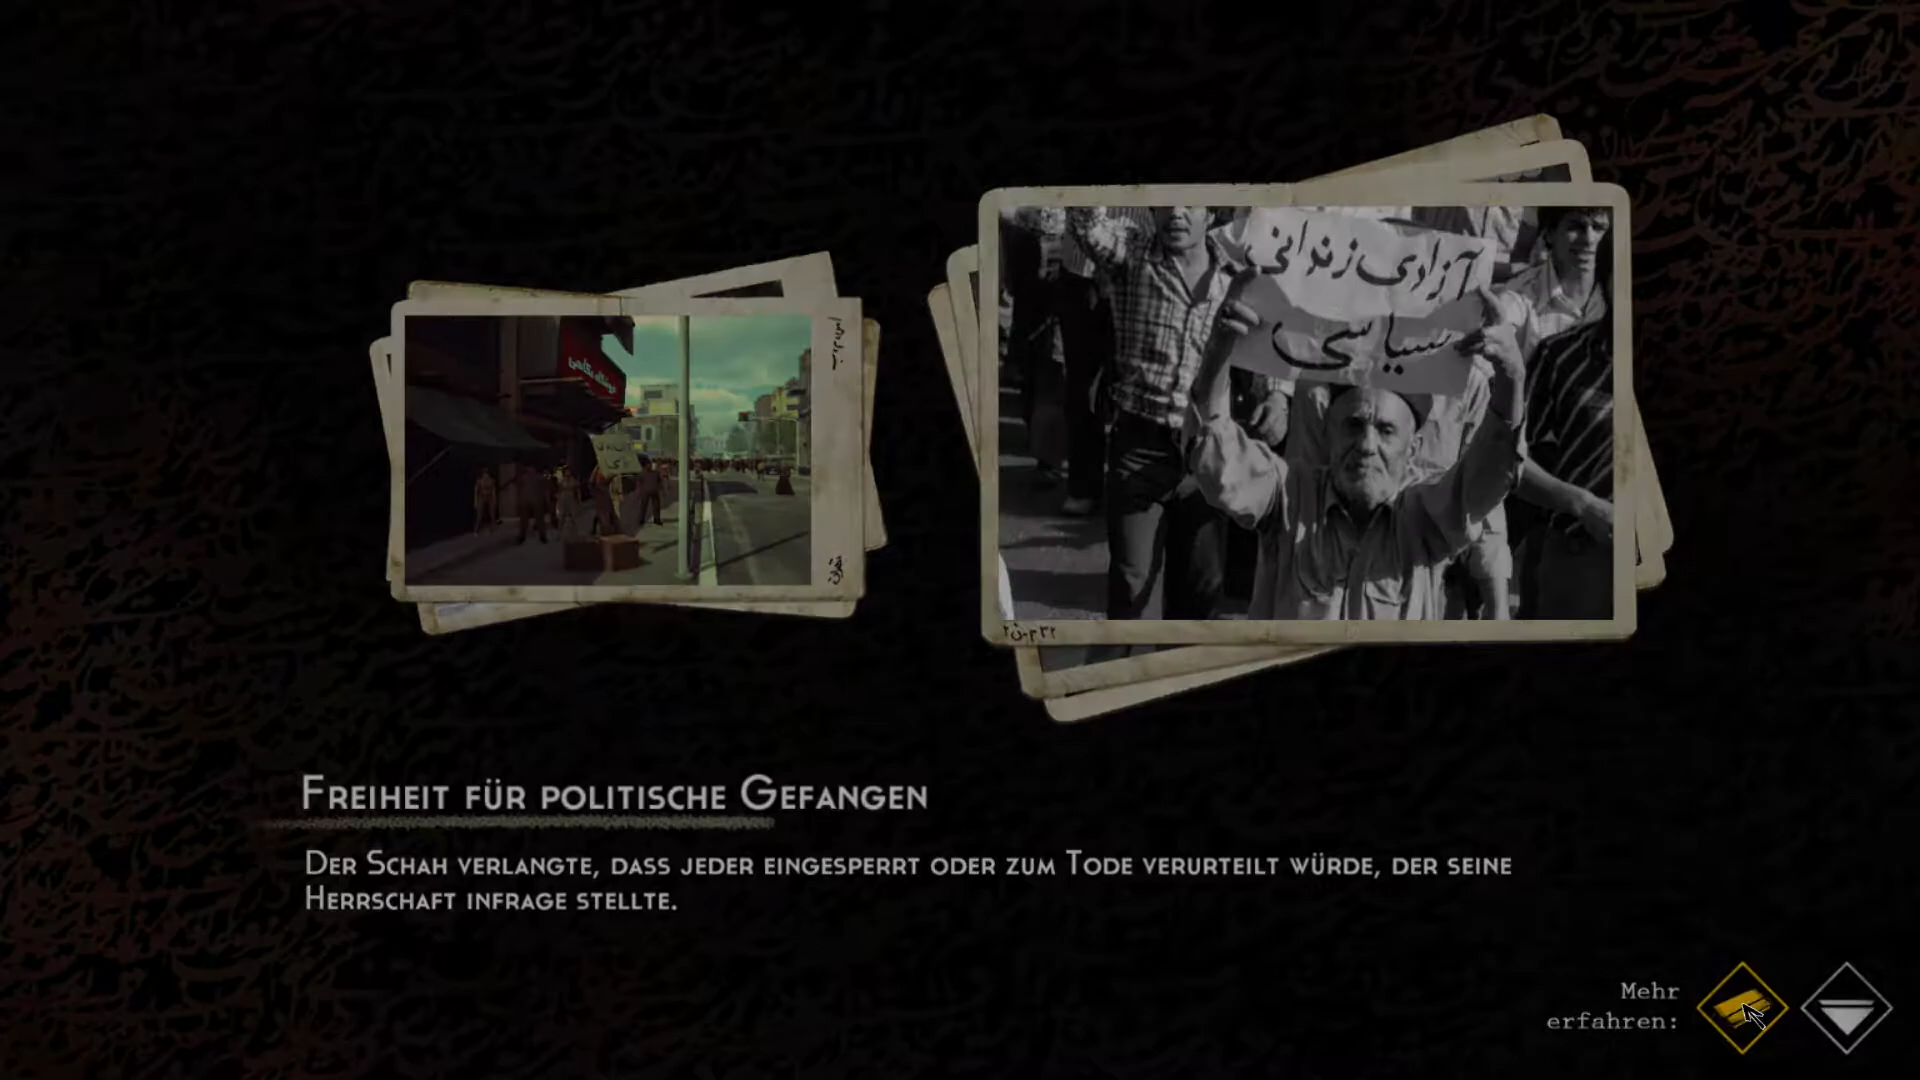 آزادی زندانی
سیاسی
Freiheit für politische Gefangen
Der Schah verlangte, dass jeder eingesperrt oder zum Tode verurteilt würde, der seine
Herrschaft infrage stellte.
Mehr
erfahren: